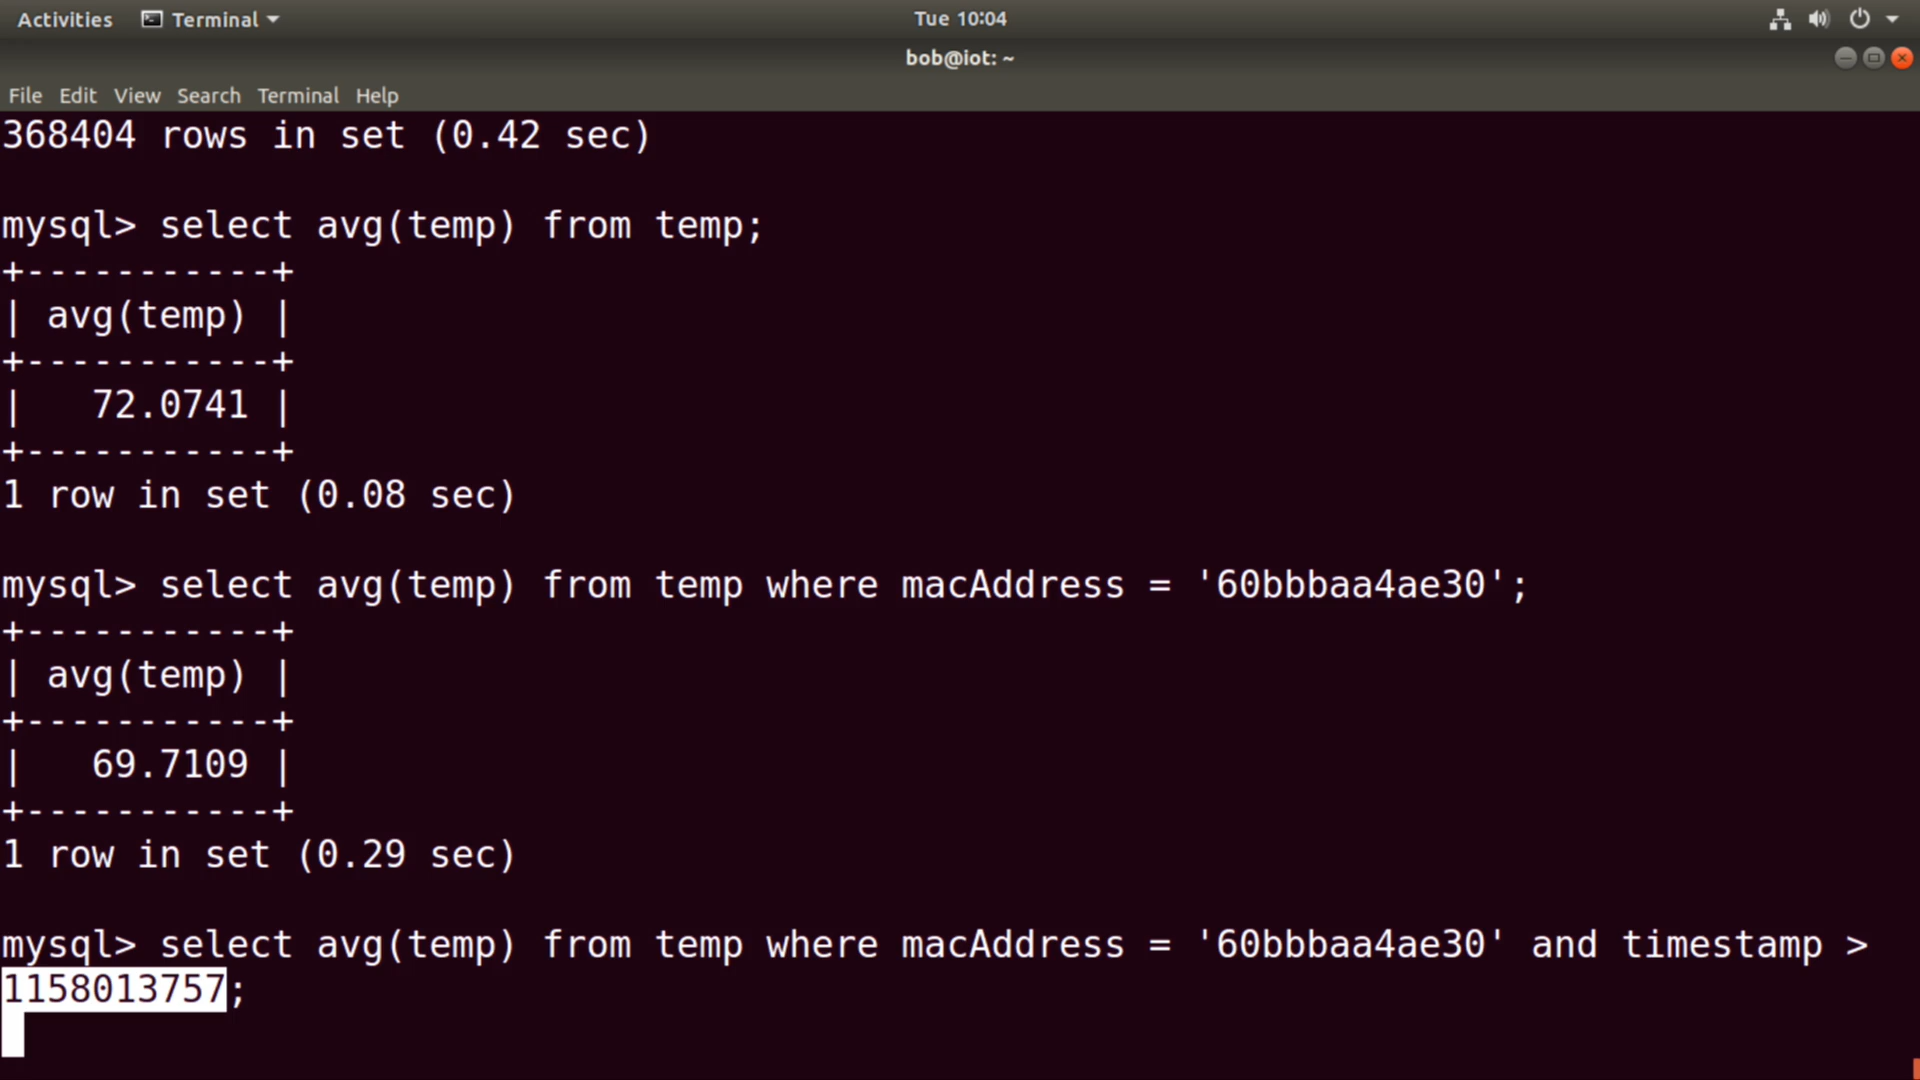 Activities Terminal Tue 10:04
bob@iot: ~
File Edit View Search Terminal Help
368404 rows in set (0.42 sec)
mysql> select avg(temp) from temp;
+-----------+
| avg(temp) |
+-----------+
|   72.0741 |
+-----------+
1 row in set (0.08 sec)
mysql> select avg(temp) from temp where macAddress = '60bbbaa4ae30';
+-----------+
| avg(temp) |
+-----------+
|   69.7109 |
+-----------+
1 row in set (0.29 sec)
mysql> select avg(temp) from temp where macAddress = '60bbbaa4ae30' and timestamp >
1158013757;